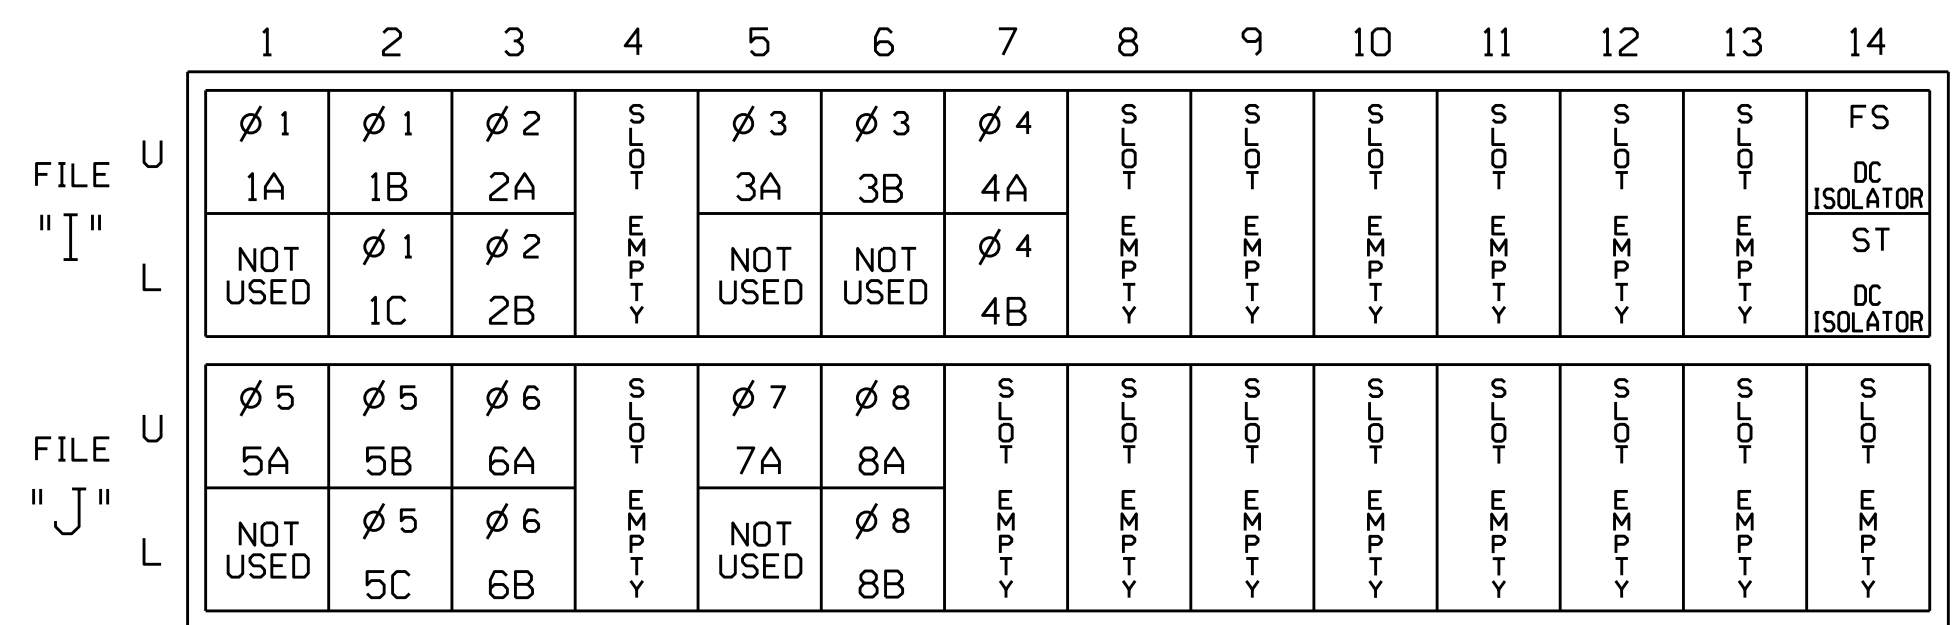 1 2 3 4 5 6 7 8 9 10 11 12 13 14
FILE "I"
U
Ø 1 1A
Ø 1 1B
Ø 2 2A
SLOT EMPTY
Ø 3 3A
Ø 3 3B
Ø 4 4A
SLOT EMPTY
SLOT EMPTY
SLOT EMPTY
SLOT EMPTY
SLOT EMPTY
SLOT EMPTY
FS DC ISOLATOR
L
NOT USED
Ø 1 1C
Ø 2 2B
NOT USED
NOT USED
Ø 4 4B
ST DC ISOLATOR
FILE "J"
U
Ø 5 5A
Ø 5 5B
Ø 6 6A
SLOT EMPTY
Ø 7 7A
Ø 8 8A
SLOT EMPTY
SLOT EMPTY
SLOT EMPTY
SLOT EMPTY
SLOT EMPTY
SLOT EMPTY
SLOT EMPTY
SLOT EMPTY
L
NOT USED
Ø 5 5C
Ø 6 6B
NOT USED
Ø 8 8B